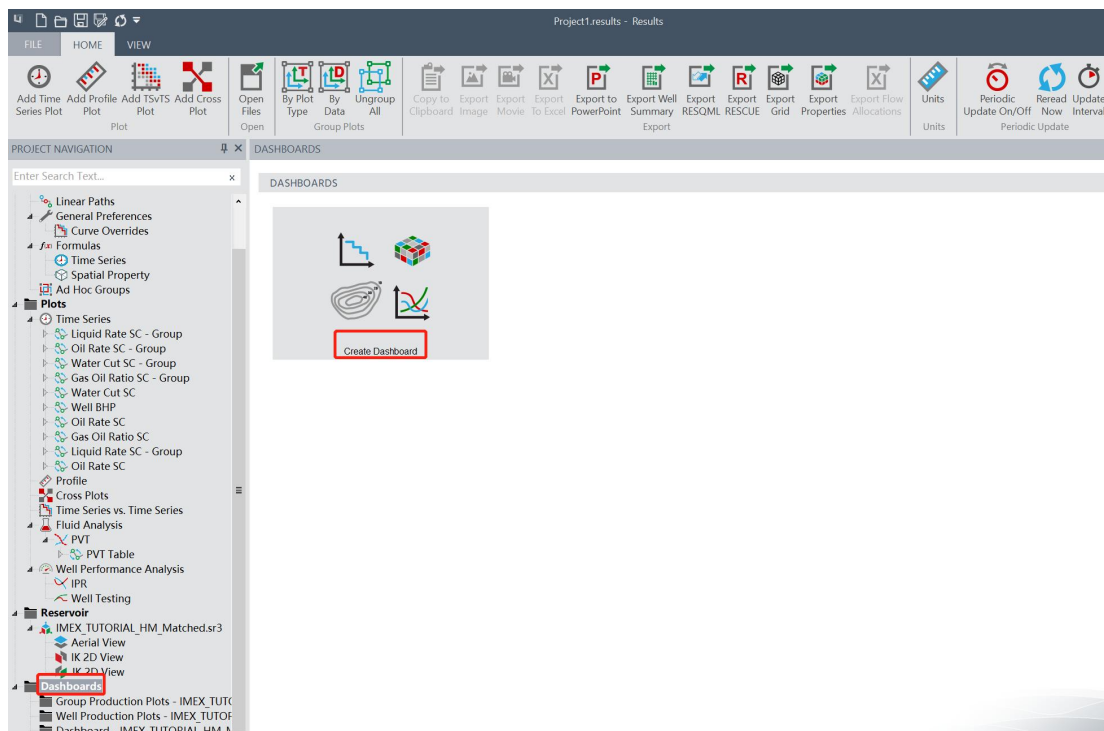 Project1.results - Results
FILE HOME VIEW
Add Time Series Plot
Add Profile Plot
Add TSvTS Plot
Add Cross Plot
Open Files
By Plot Type
By Data
Ungroup All
Copy to Clipboard
Export Image
Export Movie
Export To Excel
Export to PowerPoint
Export Well Summary
Export RESQML
Export RESCUE
Export Grid
Export Properties
Export Flow Allocations
Units
Periodic Update On/Off
Reread Now
Update Interval
Plot
Open
Group Plots
Export
Units
Periodic Update
PROJECT NAVIGATION
DASHBOARDS
Enter Search Text...
x
DASHBOARDS
Linear Paths
General Preferences
Curve Overrides
Formulas
Time Series
Spatial Property
Ad Hoc Groups
Plots
Time Series
Liquid Rate SC - Group
Oil Rate SC - Group
Water Cut SC - Group
Gas Oil Ratio SC - Group
Water Cut SC
Well BHP
Oil Rate SC
Gas Oil Ratio SC
Liquid Rate SC - Group
Oil Rate SC
Profile
Cross Plots
Time Series vs. Time Series
Fluid Analysis
PVT
PVT Table
Well Performance Analysis
IPR
Well Testing
Reservoir
IMEX_TUTORIAL_HM_Matched.sr3
Aerial View
IK 2D View
JK 2D View
Dashboards
Group Production Plots - IMEX_TUT
Well Production Plots - IMEX_TUTOR
Dashboard - IMEX_TUTORIAL_HM_M
Create Dashboard